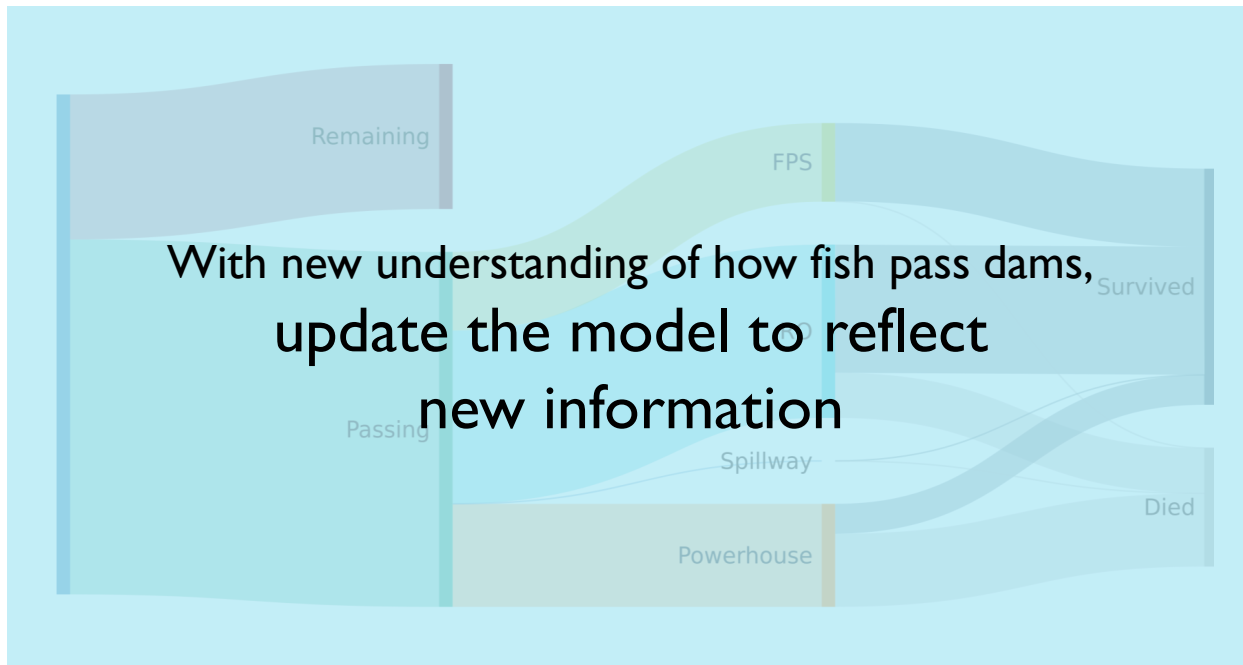 Remaining
FPS
With new understanding of how fish pass dams,
Survived
update the model to reflect
RO
new information
Passing
Spillway
Died
Powerhouse